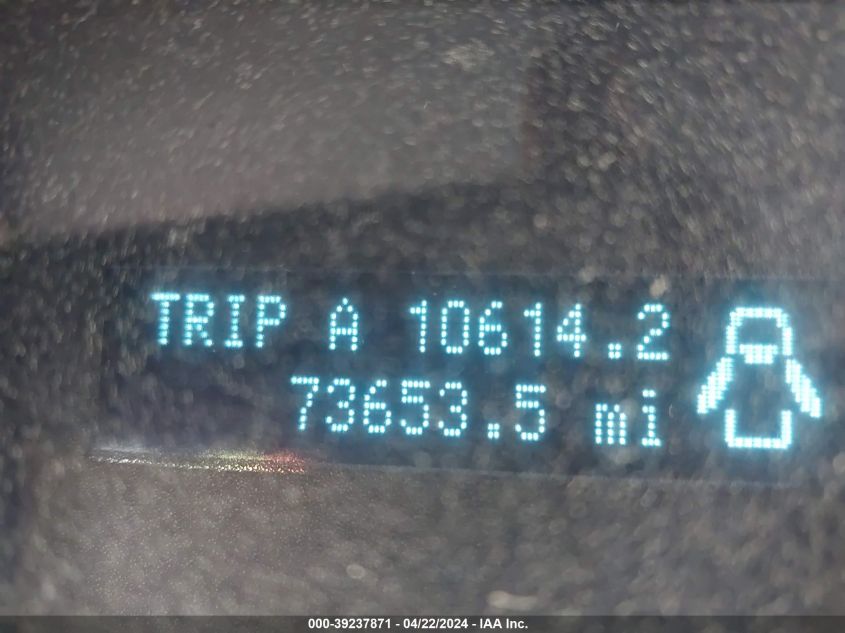 TRIP A 10614.2
73653.5 mi
000-39237871 - 04/22/2024 - IAA Inc.